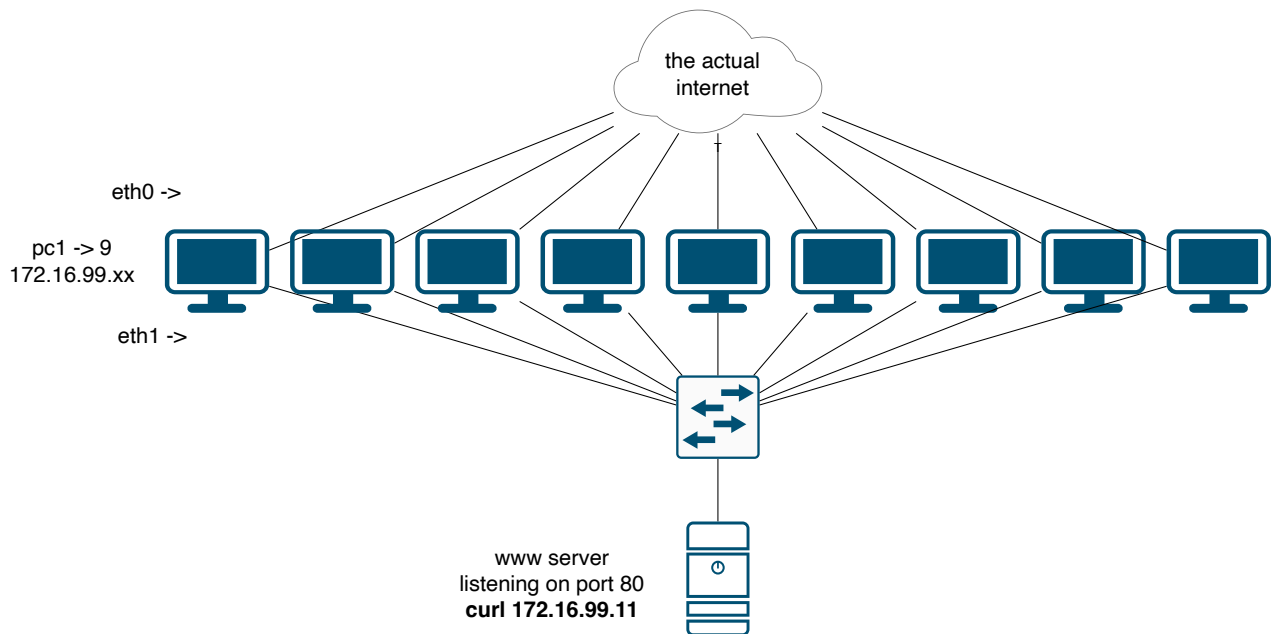 the actual
internet
T
eth0 ->
pc1 -> 9
172.16.99.xx
eth1 ->
www server
listening on port 80
curl 172.16.99.11